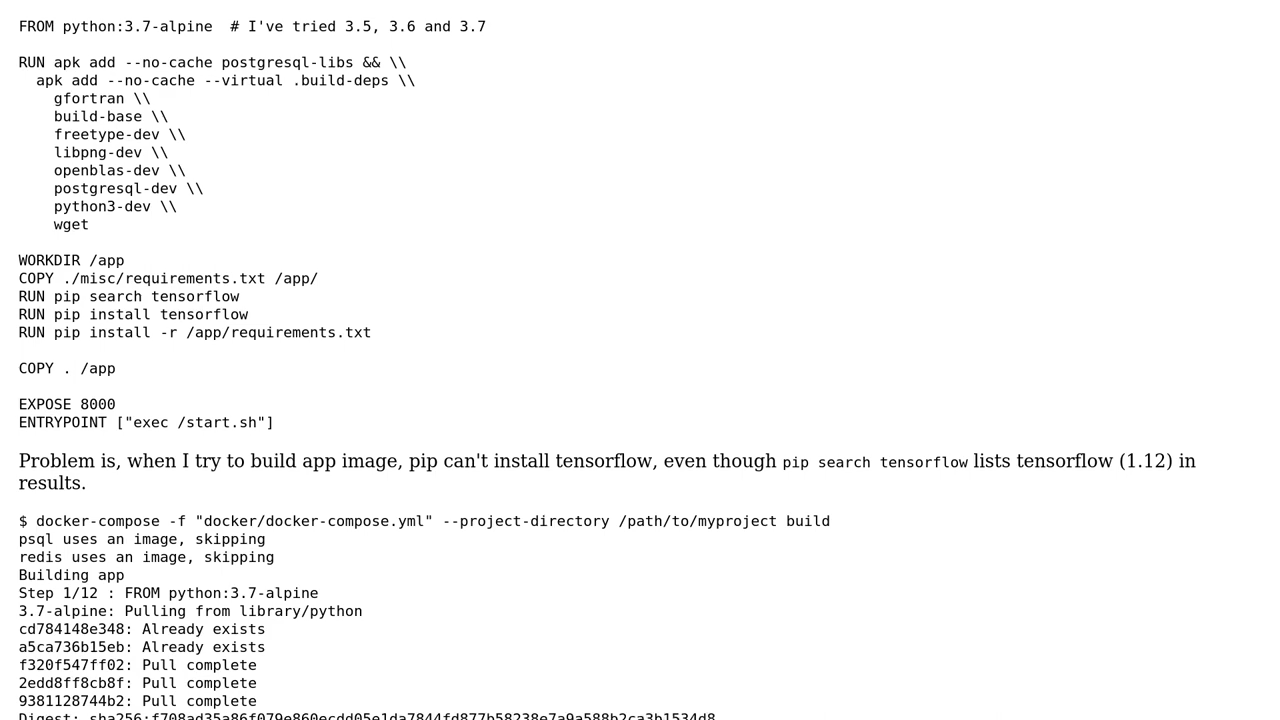 FROM python:3.7-alpine  # I've tried 3.5, 3.6 and 3.7
RUN apk add --no-cache postgresql-libs && \\
  apk add --no-cache --virtual .build-deps \\
    gfortran \\
    build-base \\
    freetype-dev \\
    libpng-dev \\
    openblas-dev \\
    postgresql-dev \\
    python3-dev \\
    wget
WORKDIR /app
COPY ./misc/requirements.txt /app/
RUN pip search tensorflow
RUN pip install tensorflow
RUN pip install -r /app/requirements.txt
COPY . /app
EXPOSE 8000
ENTRYPOINT ["exec /start.sh"]
Problem is, when I try to build app image, pip can't install tensorflow, even though pip search tensorflow lists tensorflow (1.12) in
results.
$ docker-compose -f "docker/docker-compose.yml" --project-directory /path/to/myproject build
psql uses an image, skipping
redis uses an image, skipping
Building app
Step 1/12 : FROM python:3.7-alpine
3.7-alpine: Pulling from library/python
cd784148e348: Already exists
a5ca736b15eb: Already exists
f320f547ff02: Pull complete
2edd8ff8cb8f: Pull complete
9381128744b2: Pull complete
Digest: sha256:f708ad35a86f079e860ecdd05e1da7844fd877b58238e7a9a588b2ca3b1534d8